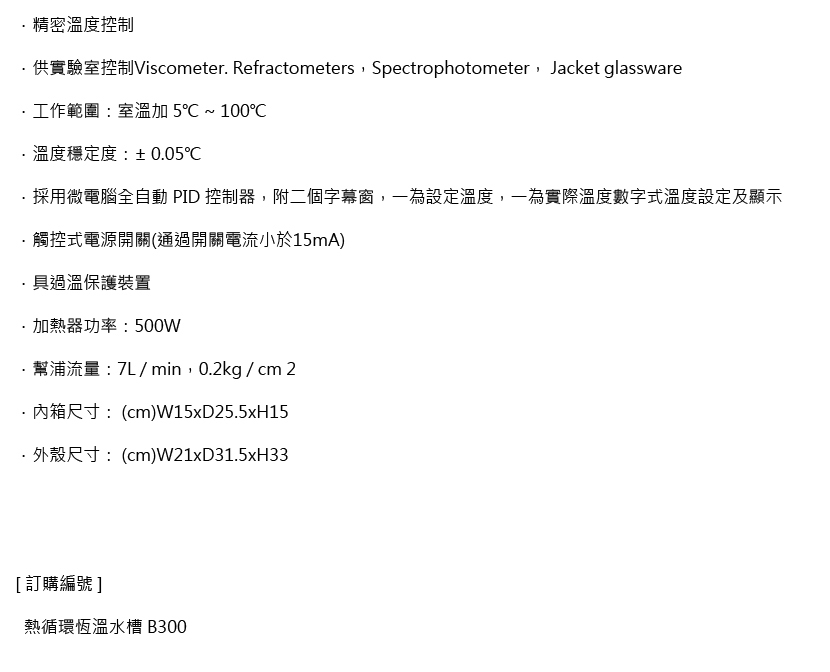 ．精密溫度控制
．供實驗室控制Viscometer. Refractometers，Spectrophotometer， Jacket glassware
．工作範圍：室溫加 5℃ ~ 100℃
．溫度穩定度：± 0.05℃
．採用微電腦全自動 PID 控制器，附二個字幕窗，一為設定溫度，一為實際溫度數字式溫度設定及顯示
．觸控式電源開關(通過開關電流小於15mA)
．具過溫保護裝置
．加熱器功率：500W
．幫浦流量：7L / min，0.2kg / cm 2
．內箱尺寸： (cm)W15xD25.5xH15
．外殼尺寸： (cm)W21xD31.5xH33
[ 訂購編號 ]
熱循環恆溫水槽 B300